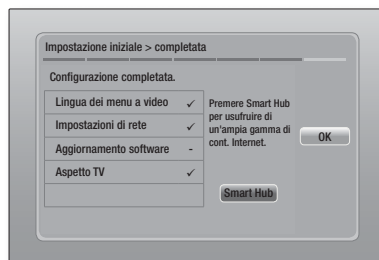 Impostazione iniziale > completata
Configurazione completata.
Lingua dei menu a video ✓
Impostazioni di rete ✓
Aggiornamento software -
Aspetto TV ✓
Premere Smart Hub
per usufruire di
un'ampia gamma di
cont. Internet.
Smart Hub
OK